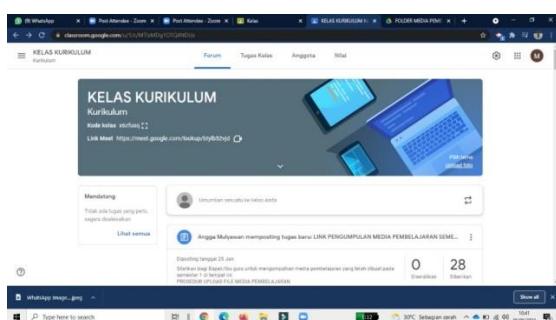 WhatsApp
Post Attendee - Zoom
Post Attendee - Zoom
Kelas
KELAS KURIKULUM
FOLDER MEDIA PEM
classroom.google.com
KELAS KURIKULUM
Kurikulum
Forum
Tugas Kelas
Anggota
Nilai
M
KELAS KURIKULUM
Kurikulum
Kode kelas
Link Meet https://meet.google.com/lookup/
Pilih tema
Upload foto
Mendatang
Tidak ada tugas yang perlu
segera diselesaikan
Lihat semua
Umumkan sesuatu ke kelas Anda
Angga Mulyawan memposting tugas baru: LINK PENGUMPULAN MEDIA PEMBELAJARAN SEME...
Diposting tanggal 25 Jan
Silahkan bagi Bapak/Ibu guru untuk mengumpulkan media pembelajaran yang telah dibuat pada
semester 1 di tempat ini.
PROSEDUR UPLOAD FILE MEDIA PEMBELAJARAN
0
Diserahkan
28
Diberikan
WhatsApp Image....jpeg
Show all
Type here to search
30°C Sebagian cerah
10:41